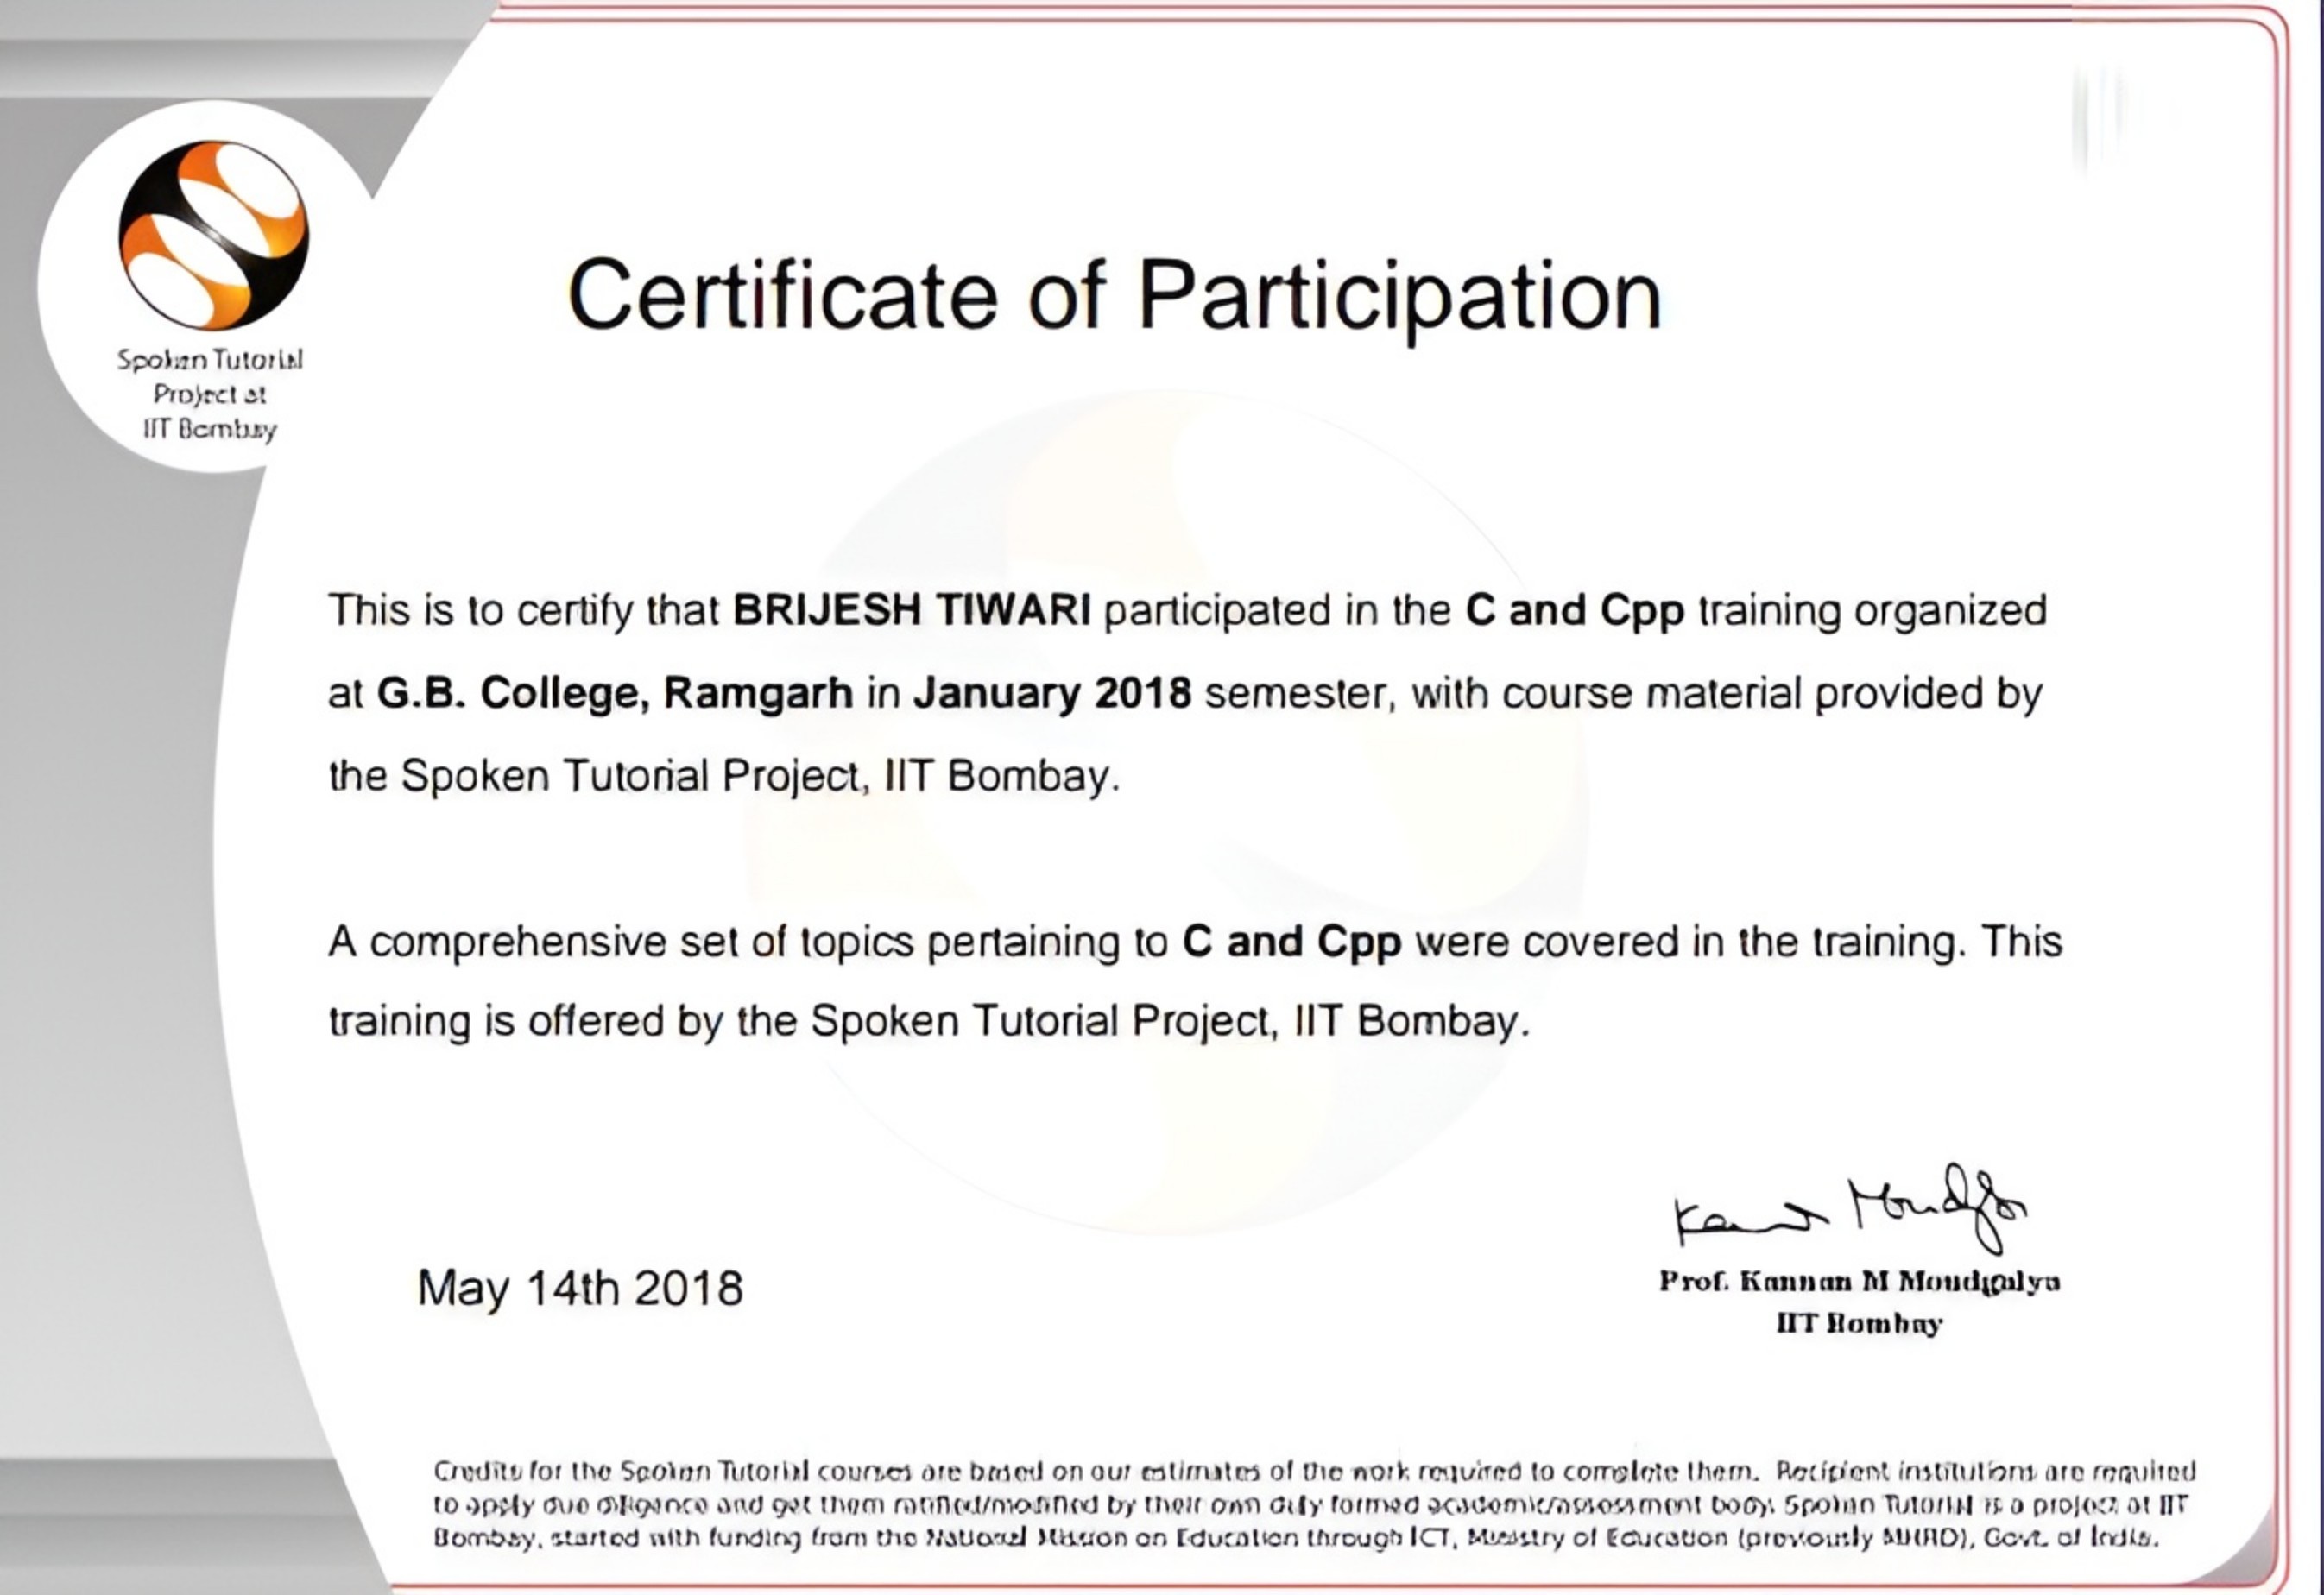 Spoken Tutorial
Project at
IIT Bombay
Certificate of Participation
This is to certify that BRIJESH TIWARI participated in the C and Cpp training organized
at G.B. College, Ramgarh in January 2018 semester, with course material provided by
the Spoken Tutorial Project, IIT Bombay.
A comprehensive set of topics pertaining to C and Cpp were covered in the training. This
training is offered by the Spoken Tutorial Project, IIT Bombay.
May 14th 2018
Prof. Kannan M Moudgalya
IIT Bombay
Credits for the Spoken Tutorial courses are based on our estimates of the work required to complete them. Recipient institutions are required
to apply due diligence and get them ratified/modified by their own duly formed academic/assessment body. Spoken Tutorial is a project at IIT
Bombay, started with funding from the National Mission on Education through ICT, Ministry of Education (previously MHRD), Govt. of India.